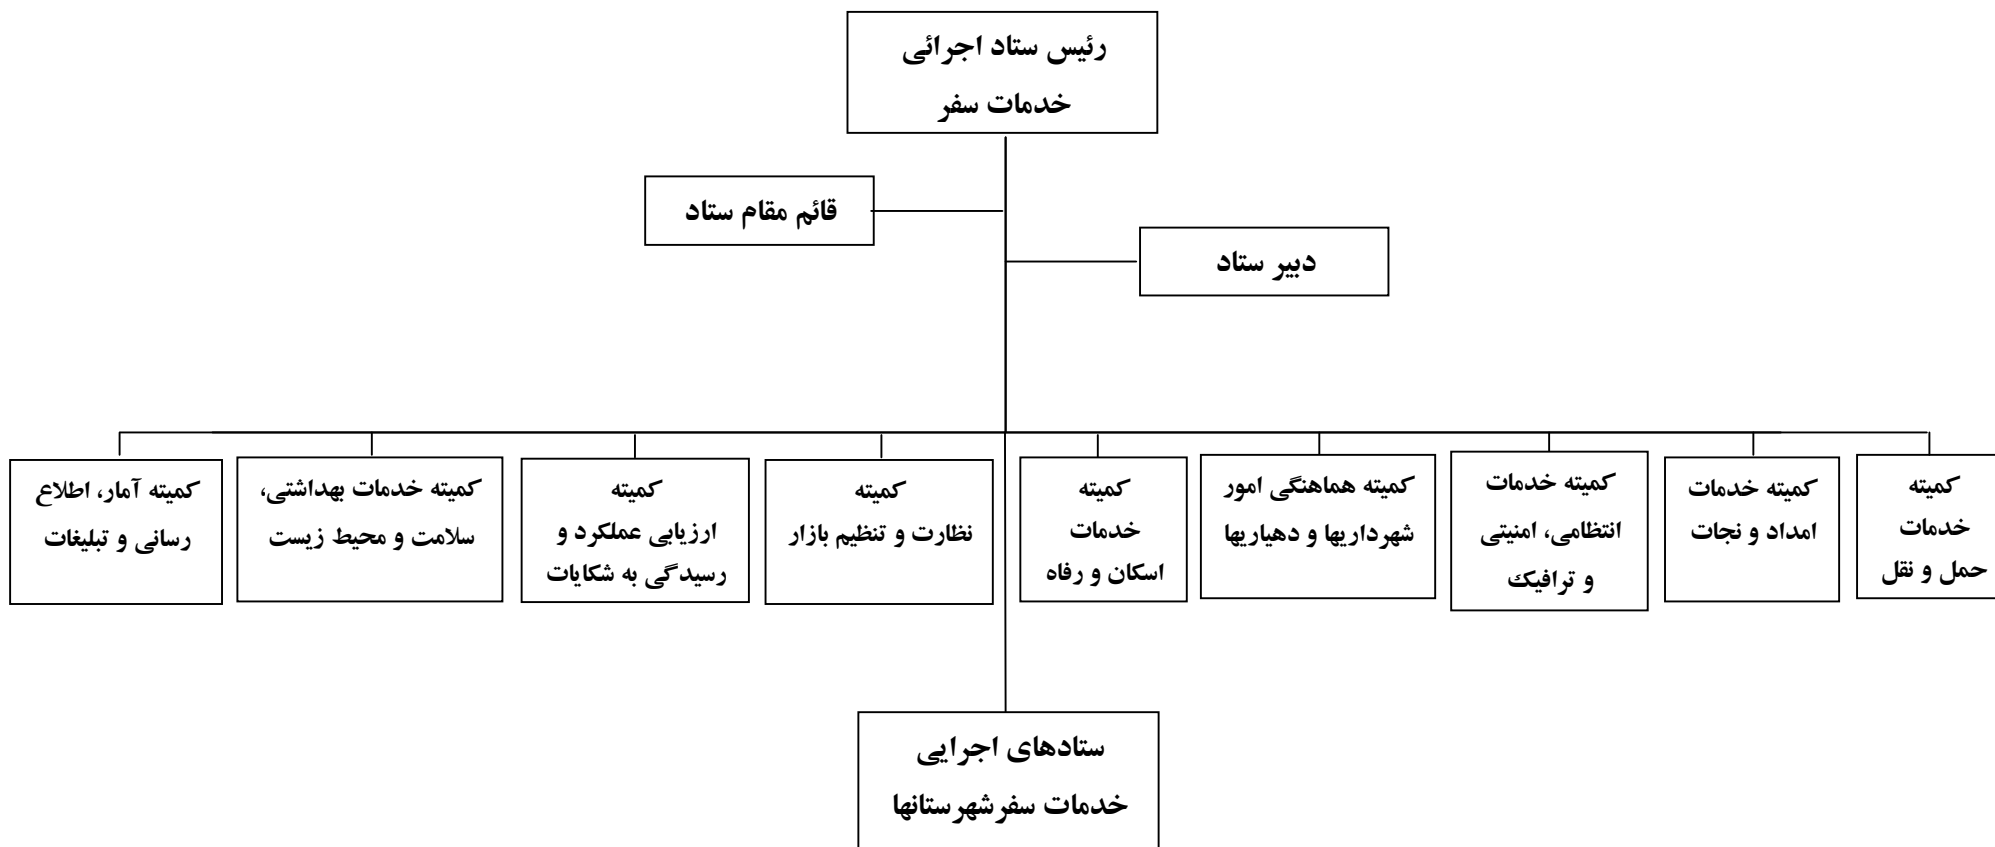 رئیس ستاد اجرائی
خدمات سفر
قائم مقام ستاد
دبیر ستاد
کمیته
خدمات
حمل و نقل
کمیته خدمات
امداد و نجات
کمیته خدمات
انتظامی، امنیتی
و ترافیک
کمیته هماهنگی امور
شهرداریها و دهیاریها
کمیته
خدمات
اسکان و رفاه
کمیته
نظارت و تنظیم بازار
کمیته
ارزیابی عملکرد و
رسیدگی به شکایات
کمیته خدمات بهداشتی،
سلامت و محیط زیست
کمیته آمار، اطلاع
رسانی و تبلیغات
ستادهای اجرایی
خدمات سفرشهرستانها